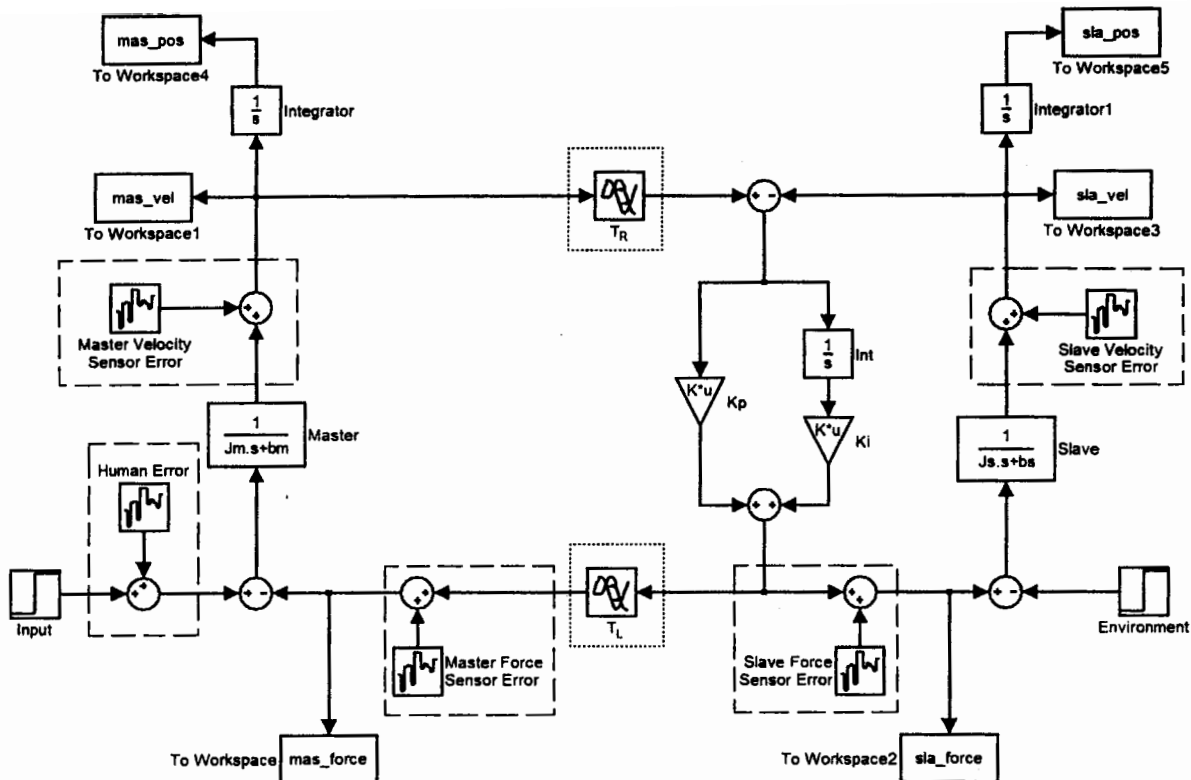 mas_pos
To Workspace4
1
s
Integrator
sla_pos
To Workspace5
1
s
Integrator1
mas_vel
To Workspace1
T_R
+ -
sla_vel
To Workspace3
Master Velocity
Sensor Error
+
+
K*u
Kp
1
s
Int
K*u
Ki
+
+
Slave Velocity
Sensor Error
1
Jm.s+bm
Master
1
Js.s+bs
Slave
Human Error
+ +
+ +
Input
+ -
+
+
T_L
+
+
+ -
Environment
Master Force
Sensor Error
Slave Force
Sensor Error
To Workspace
mas_force
To Workspace2
sla_force